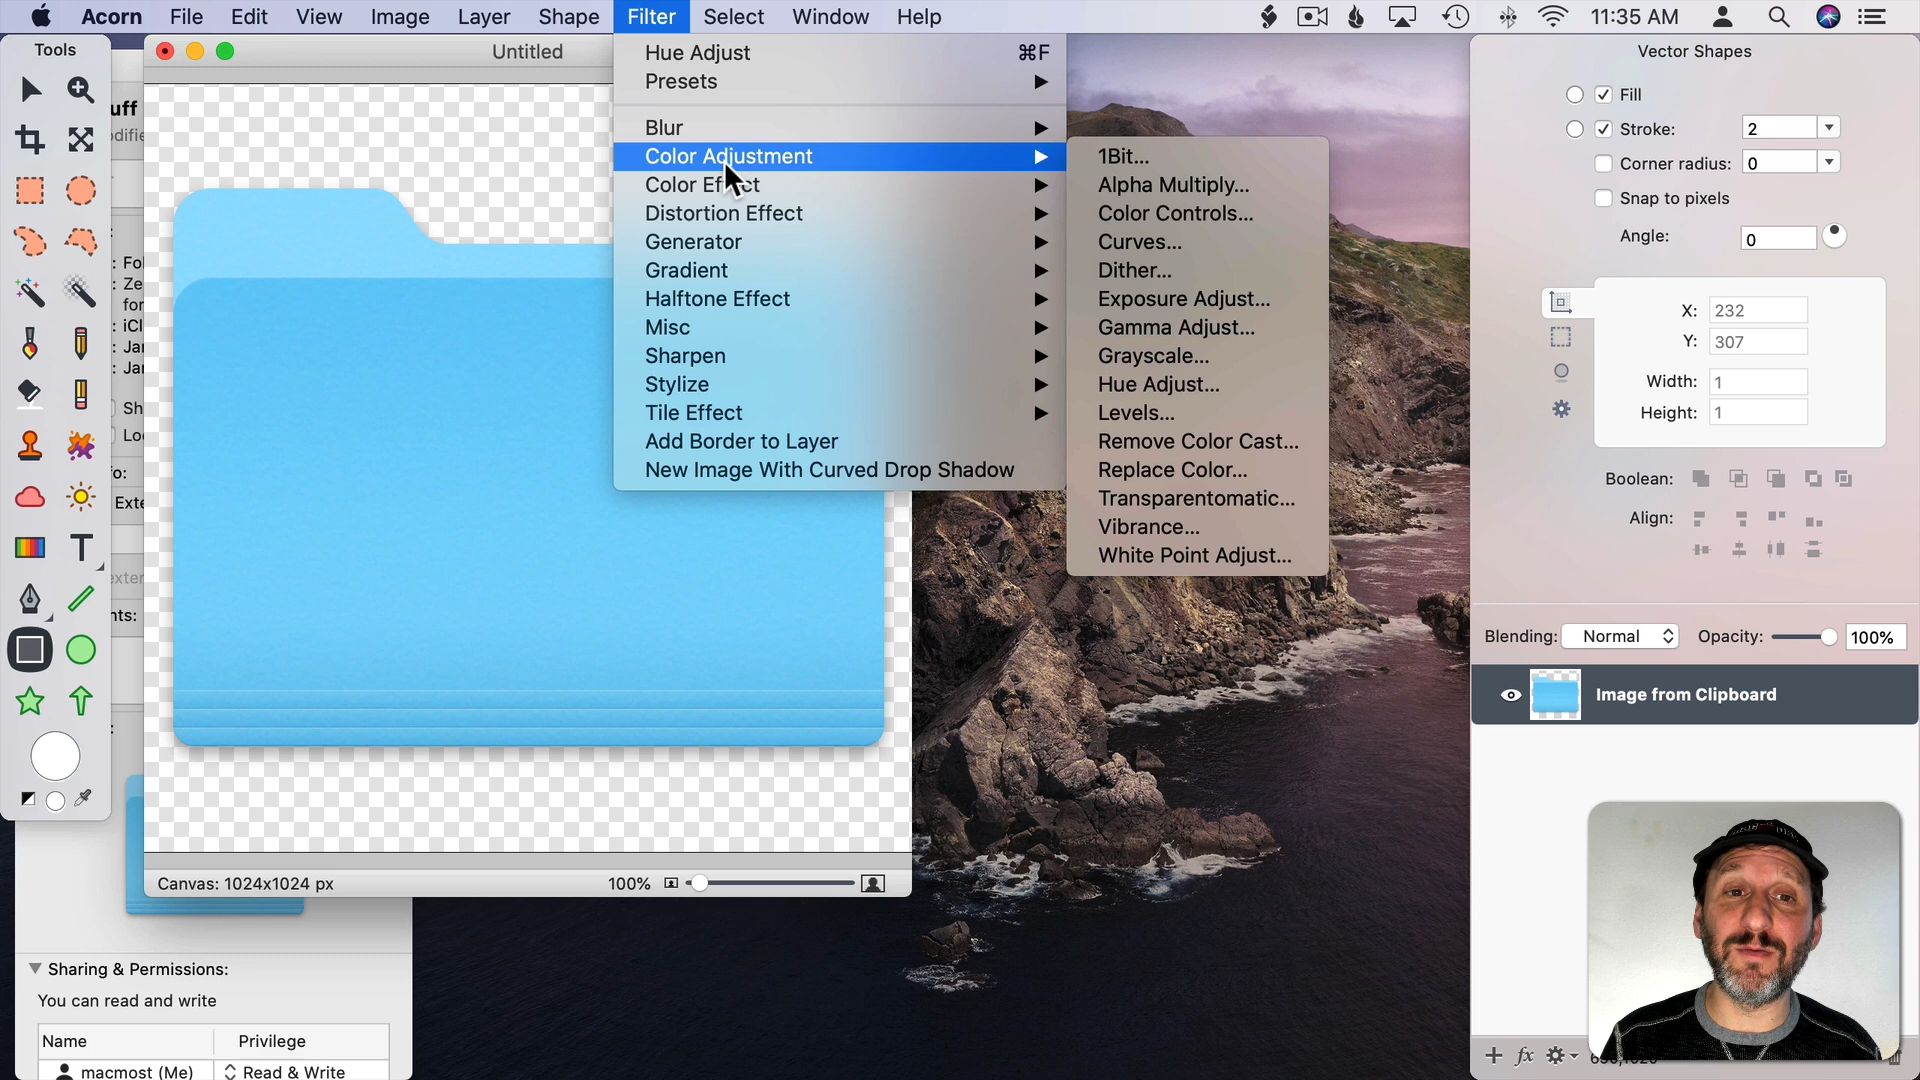 Acorn File Edit View Image Layer Shape Filter Select Window Help 11:35 AM
Tools
Untitled
Hue Adjust ⌘F
Presets
Blur
Color Adjustment
Color Effect
Distortion Effect
Generator
Gradient
Halftone Effect
Misc
Sharpen
Stylize
Tile Effect
Add Border to Layer
New Image With Curved Drop Shadow
1Bit...
Alpha Multiply...
Color Controls...
Curves...
Dither...
Exposure Adjust...
Gamma Adjust...
Grayscale...
Hue Adjust...
Levels...
Remove Color Cast...
Replace Color...
Transparentomatic...
Vibrance...
White Point Adjust...
Canvas: 1024x1024 px 100%
Sharing & Permissions:
You can read and write
Name Privilege
macmost (Me) Read & Write
Vector Shapes
Fill
Stroke: 2
Corner radius: 0
Snap to pixels
Angle: 0
X: 232
Y: 307
Width: 1
Height: 1
Boolean:
Align:
Blending: Normal Opacity: 100%
Image from Clipboard
fx